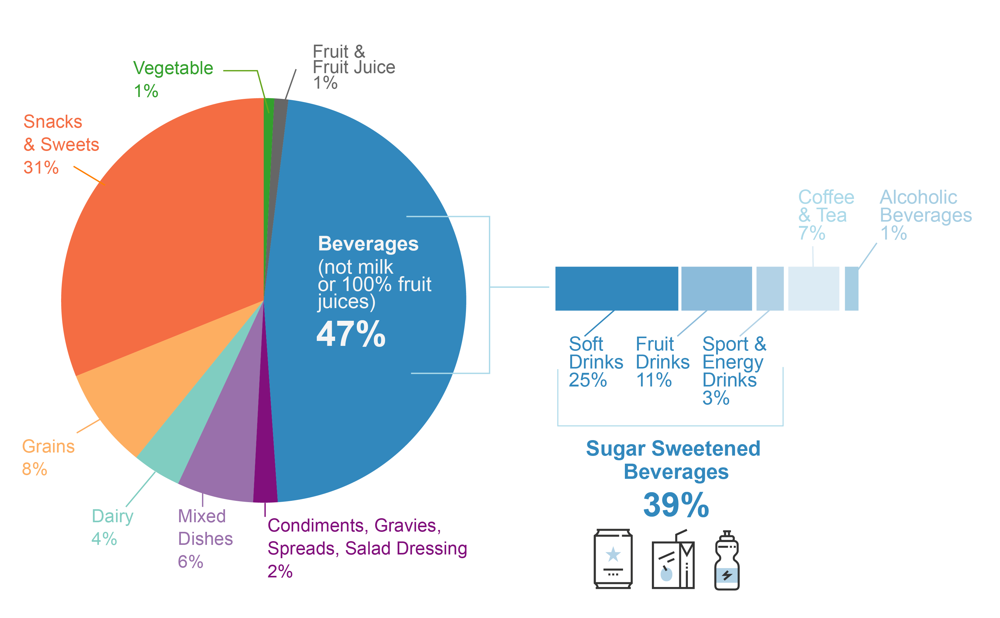 Fruit &
Fruit Juice
1%
Vegetable
1%
Snacks
& Sweets
31%
Beverages
(not milk
or 100% fruit
juices)
47%
Grains
8%
Dairy
4%
Mixed
Dishes
6%
Condiments, Gravies,
Spreads, Salad Dressing
2%
Coffee
& Tea
7%
Alcoholic
Beverages
1%
Soft
Drinks
25%
Fruit
Drinks
11%
Sport &
Energy
Drinks
3%
Sugar Sweetened
Beverages
39%